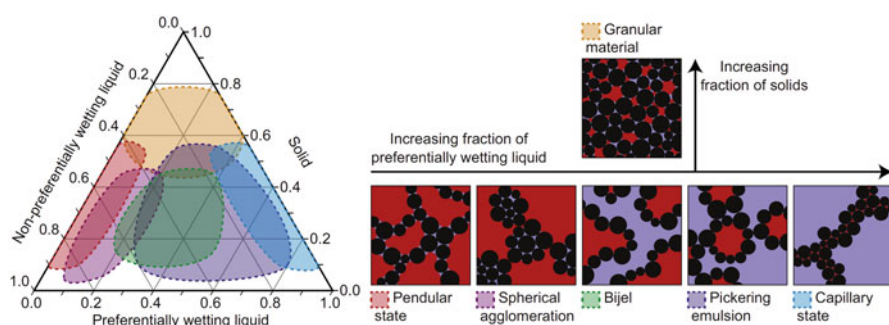 0.0
1.0
0.2
0.8
0.4
0.6
0.6
0.4
0.8
0.2
1.0
0.0
0.0
0.2
0.4
0.6
0.8
1.0
Non-preferentially wetting liquid
Solid
Preferentially wetting liquid
Granular
material
Increasing
fraction of solids
Increasing fraction of
preferentially wetting liquid
Pendular
state
Spherical
agglomeration
Bijel
Pickering
emulsion
Capillary
state